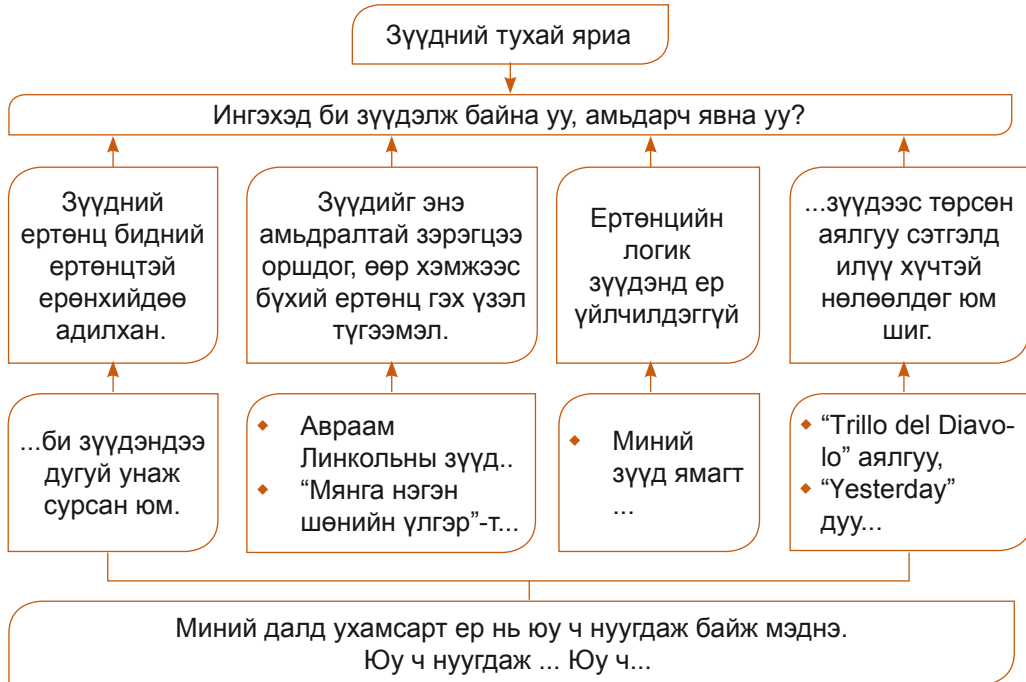 Зүүдний тухай яриа
Ингэхэд би зүүдэлж байна уу, амьдарч явна уу?
Зүүдний
ертөнц бидний
ертөнцтэй
ерөнхийдөө
адилхан.
Зүүдийг энэ
амьдралтай зэрэгцээ
оршдог, өөр хэмжээс
бүхий ертөнц гэх үзэл
түгээмэл.
Ертөнцийн
логик
зүүдэнд ер
үйлчилдэггүй
...зүүдээс төрсөн
аялгуу сэтгэлд
илүү хүчтэй
нөлөөлдөг юм
шиг.
...би зүүдэндээ
дугуй унаж
сурсан юм.
◆ Авраам
Линкольны зүүд..
◆ “Мянга нэгэн
шөнийн үлгэр”-т...
◆ Миний
зүүд ямагт
...
◆ “Trillo del Diavo-
lo” аялгуу,
◆ “Yesterday”
дуу...
Миний далд ухамсарт ер нь юу ч нуугдаж байж мэднэ.
Юу ч нуугдаж ... Юу ч...